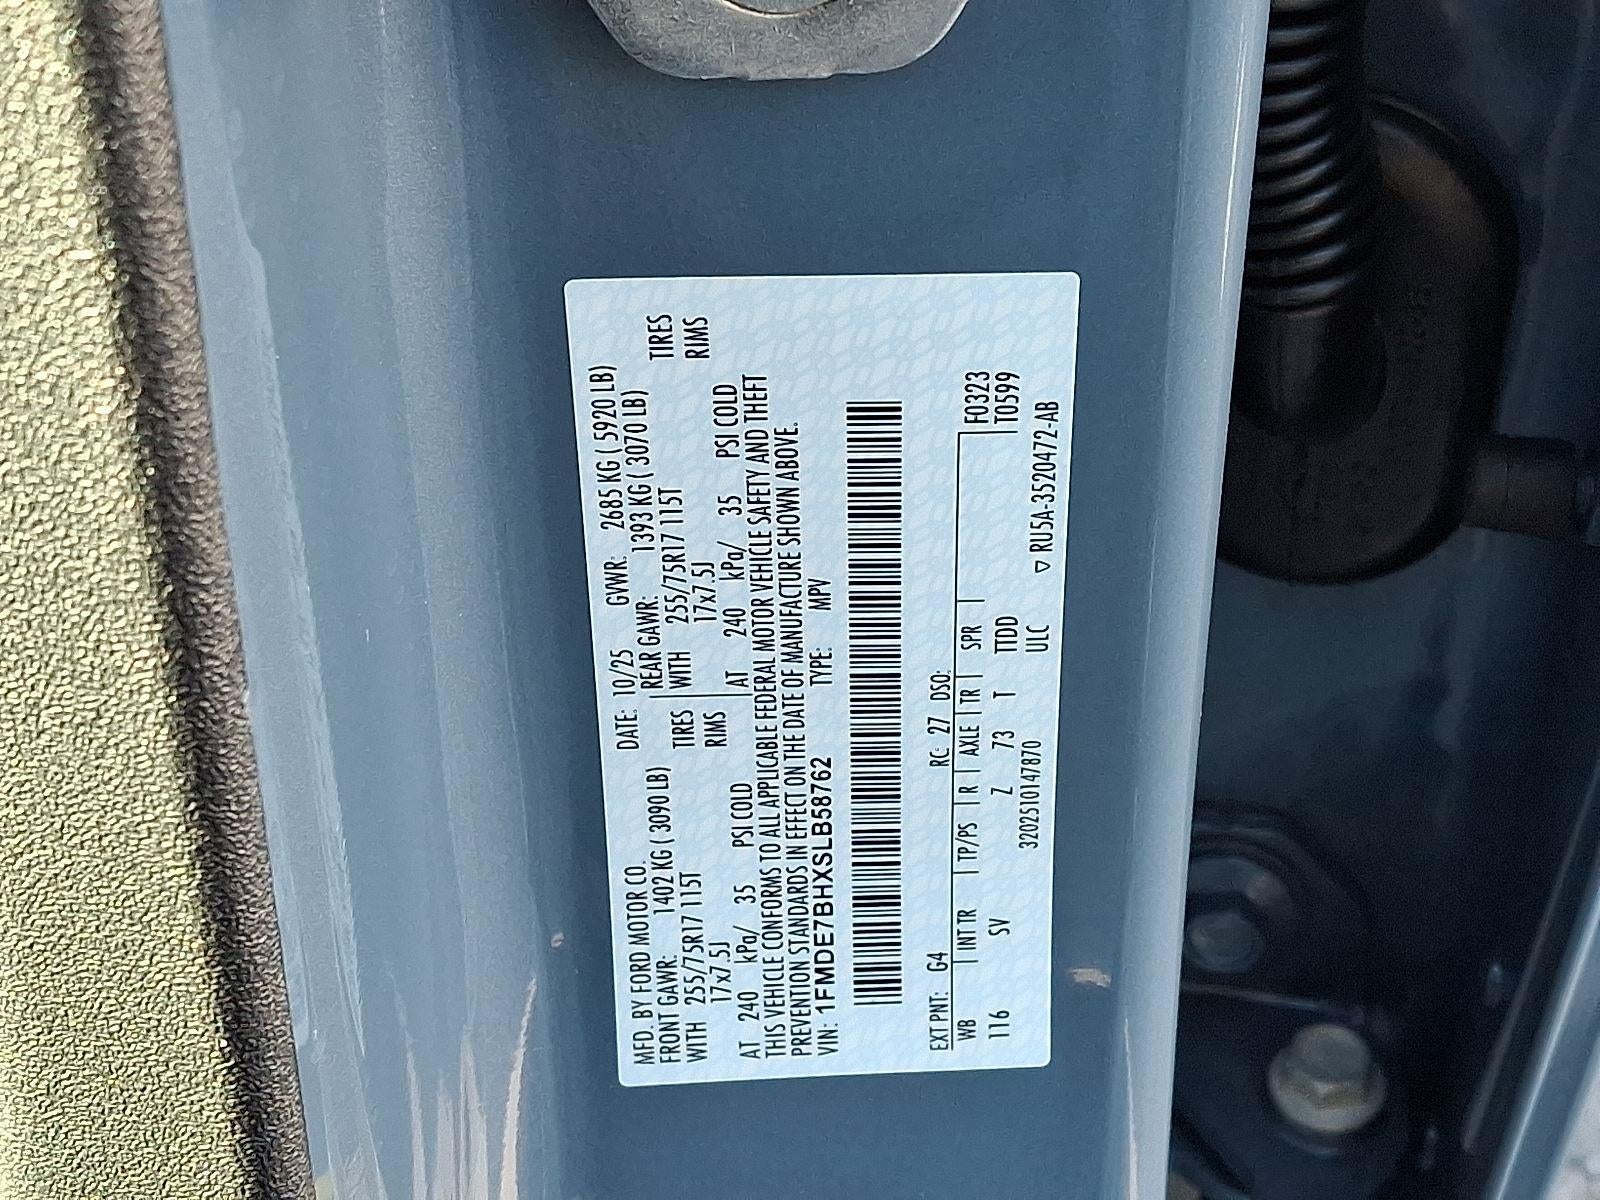 MFD. BY FORD MOTOR CO.
DATE: 10/25 GVWR: 2685 KG ( 5920 LB)
FRONT GAWR: 1402 KG ( 3090 LB)
REAR GAWR: 1393 KG ( 3070 LB)
WITH 255/75R17 115T TIRES
WITH 255/75R17 115T TIRES
17x7.5J RIMS
17x7.5J RIMS
AT 240 kPa/ 35 PSI COLD
AT 240 kPa/ 35 PSI COLD
THIS VEHICLE CONFORMS TO ALL APPLICABLE FEDERAL MOTOR VEHICLE SAFETY AND THEFT
PREVENTION STANDARDS IN EFFECT ON THE DATE OF MANUFACTURE SHOWN ABOVE.
VIN: 1FMDE7BHXSLB58762 TYPE: MPV
EXT PNT: G4 RC: 27 DSO:
WB INT TR TP/PS R AXLE TR SPR F0323
116 SV Z 73 T TTDD T0599
320251014​7870 ULC ▽ RU5A-3520472-AB